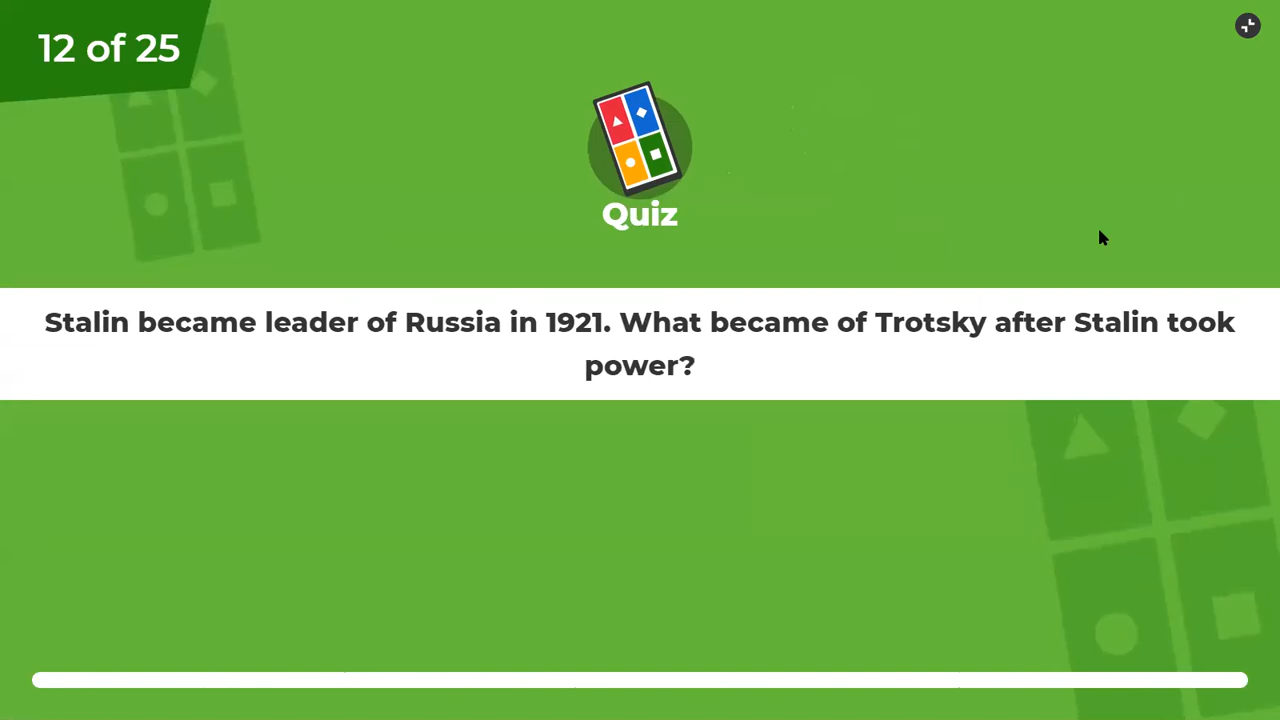 12 of 25
Quiz
Stalin became leader of Russia in 1921. What became of Trotsky after Stalin took
power?